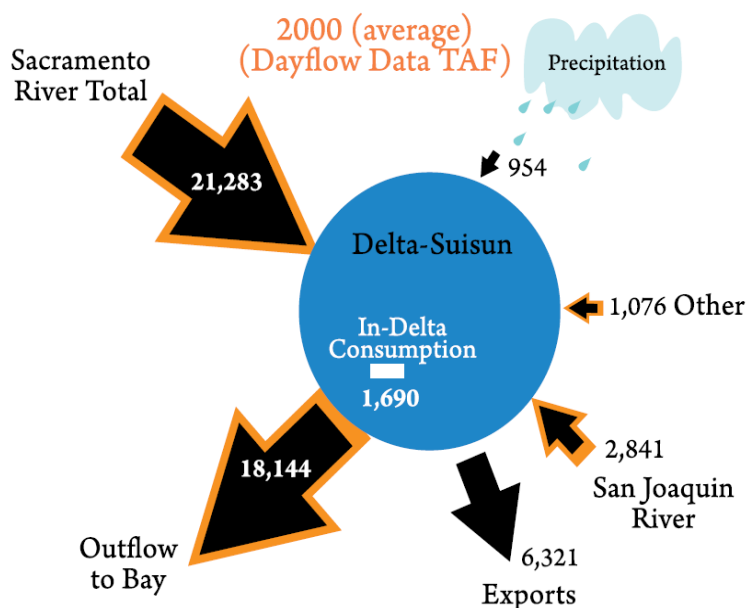 2000 (average)
(Dayflow Data TAF)
Sacramento
River Total
21,283
Precipitation
954
Delta-Suisun
1,076 Other
In-Delta
Consumption
1,690
2,841
San Joaquin
River
18,144
Outflow
to Bay
6,321
Exports